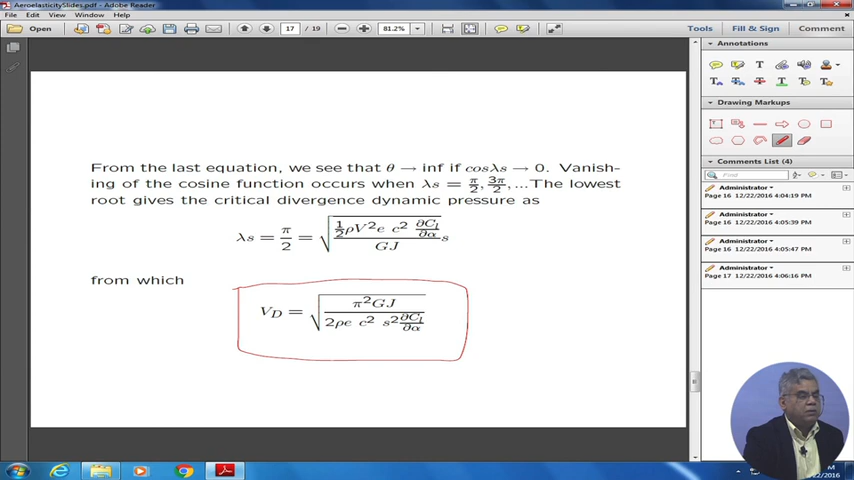 AeroelasticitySlides.pdf - Adobe Reader
File Edit View Window Help
Open 17 / 19 81.2% Tools Fill & Sign Comment
Annotations
Drawing Markups
Comments List (4)
Find
Administrator
Page 16 12/22/2016 4:04:19 PM
Administrator
Page 16 12/22/2016 4:05:39 PM
Administrator
Page 16 12/22/2016 4:05:47 PM
Administrator
Page 17 12/22/2016 4:06:16 PM
From the last equation, we see that θ → inf if cosλs → 0. Vanish-
ing of the cosine function occurs when λs = π/2, 3π/2, ...The lowest
root gives the critical divergence dynamic pressure as
λs = π/2 = √(½ρV²e c² ∂C_l/∂α / GJ) s
from which
V_D = √(π²GJ / 2ρe c² s² ∂C_l/∂α)